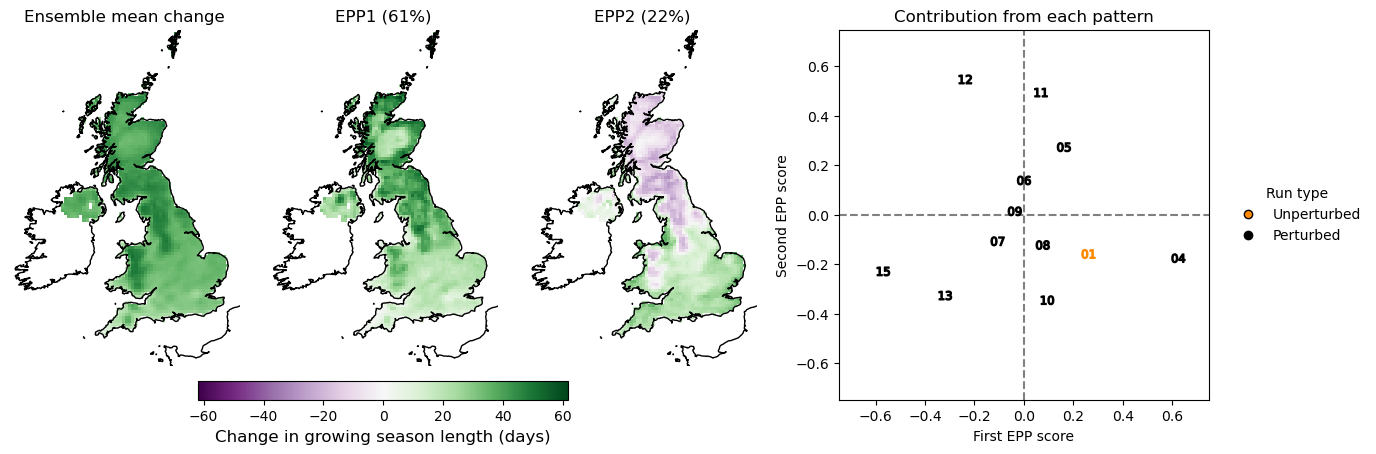 Ensemble mean change
EPP1 (61%)
EPP2 (22%)
−60 −40 −20 0 20 40 60
Change in growing season length (days)
Contribution from each pattern
Second EPP score
0.6
0.4
0.2
0.0
−0.2
−0.4
−0.6
12
11
05
06
09
07
08
01
04
15
13
10
−0.6 −0.4 −0.2 0.0 0.2 0.4 0.6
First EPP score
Run type
Unperturbed
Perturbed